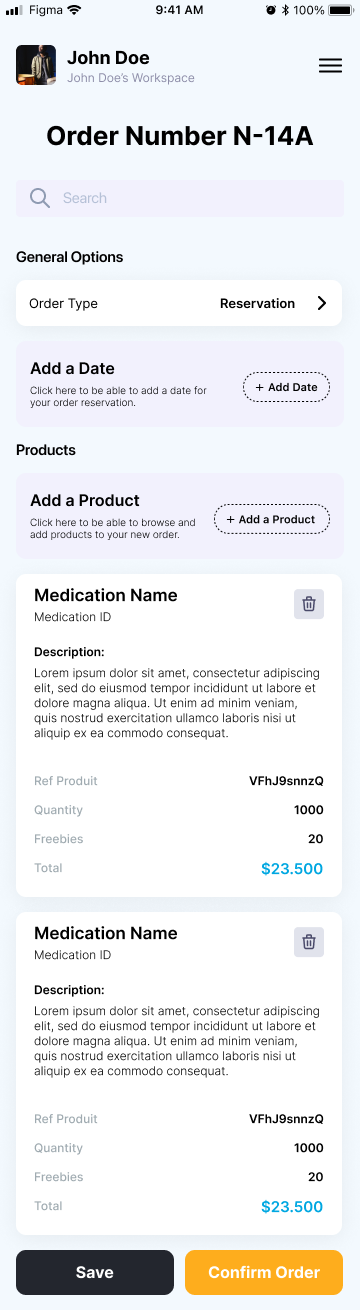 Figma 9:41 AM 100%
John Doe
John Doe's Workspace
Order Number N-14A
Search
General Options
Order Type Reservation
Add a Date
Click here to be able to add a date for
your order reservation.
+ Add Date
Products
Add a Product
Click here to be able to browse and
add products to your new order.
+ Add a Product
Medication Name
Medication ID
Description:
Lorem ipsum dolor sit amet, consectetur adipiscing
elit, sed do eiusmod tempor incididunt ut labore et
dolore magna aliqua. Ut enim ad minim veniam,
quis nostrud exercitation ullamco laboris nisi ut
aliquip ex ea commodo consequat.
Ref Produit VFhJ9snnzQ
Quantity 1000
Freebies 20
Total $23.500
Medication Name
Medication ID
Description:
Lorem ipsum dolor sit amet, consectetur adipiscing
elit, sed do eiusmod tempor incididunt ut labore et
dolore magna aliqua. Ut enim ad minim veniam,
quis nostrud exercitation ullamco laboris nisi ut
aliquip ex ea commodo consequat.
Ref Produit VFhJ9snnzQ
Quantity 1000
Freebies 20
Total $23.500
Save Confirm Order